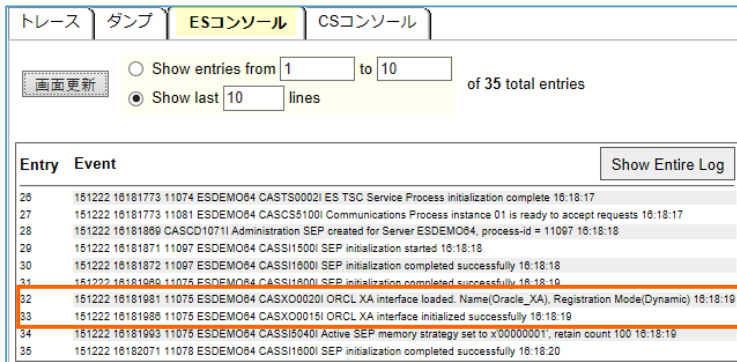 トレース ダンプ ESコンソール CSコンソール
画面更新
Show entries from 1 to 10
Show last 10 lines
of 35 total entries
Entry Event Show Entire Log
26 151222 16181773 11074 ESDEMO64 CASTS0002I ES TSC Service Process initialization complete 16:18:17
27 151222 16181773 11081 ESDEMO64 CASCS5100I Communications Process instance 01 is ready to accept requests 16:18:17
28 151222 16181869 CASCD1071I Administration SEP created for Server ESDEMO64, process-id = 11097 16:18:18
29 151222 16181871 11097 ESDEMO64 CASSI1500I SEP initialization started 16:18:18
30 151222 16181872 11097 ESDEMO64 CASSI1600I SEP initialization completed successfully 16:18:18
31 151222 16181969 11075 ESDEMO64 CASSI1600I SEP initialization completed successfully 16:18:19
32 151222 16181981 11075 ESDEMO64 CASXO0020I ORCL XA interface loaded. Name(Oracle_XA), Registration Mode(Dynamic) 16:18:19
33 151222 16181986 11075 ESDEMO64 CASXO0015I ORCL XA interface initialized successfully 16:18:19
34 151222 16181993 11075 ESDEMO64 CASSI5040I Active SEP memory strategy set to x'00000001', retain count 100 16:18:19
35 151222 16182071 11078 ESDEMO64 CASSI1600I SEP initialization completed successfully 16:18:20